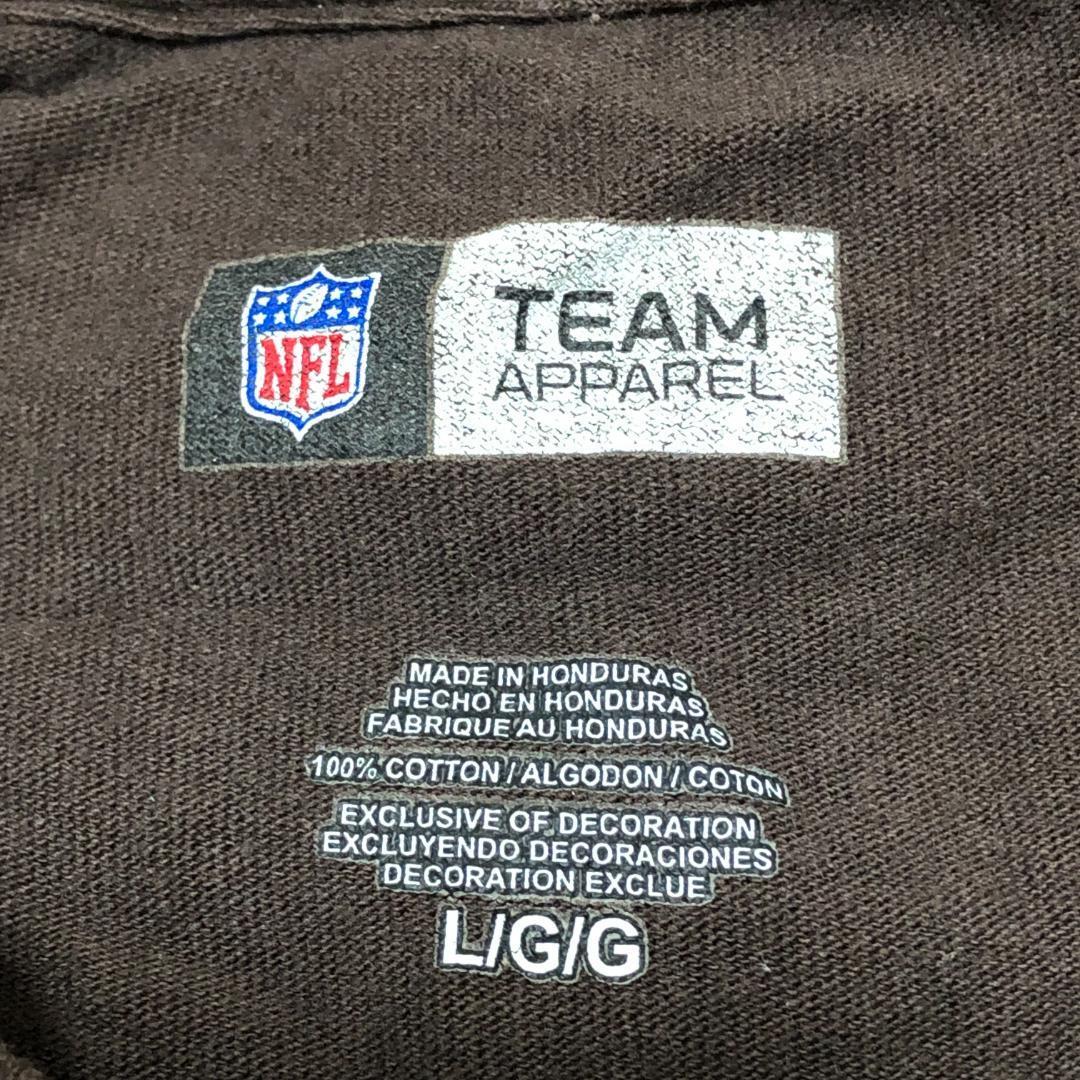 NFL
TEAM
APPAREL
MADE IN HONDURAS
HECHO EN HONDURAS
FABRIQUE AU HONDURAS
100% COTTON / ALGODON / COTON
EXCLUSIVE OF DECORATION
EXCLUYENDO DECORACIONES
DECORATION EXCLUE
L/G/G